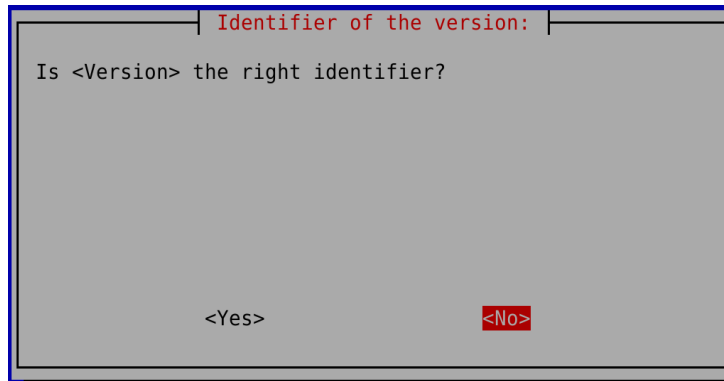 Identifier of the version:
Is <Version> the right identifier?
<Yes> <No>